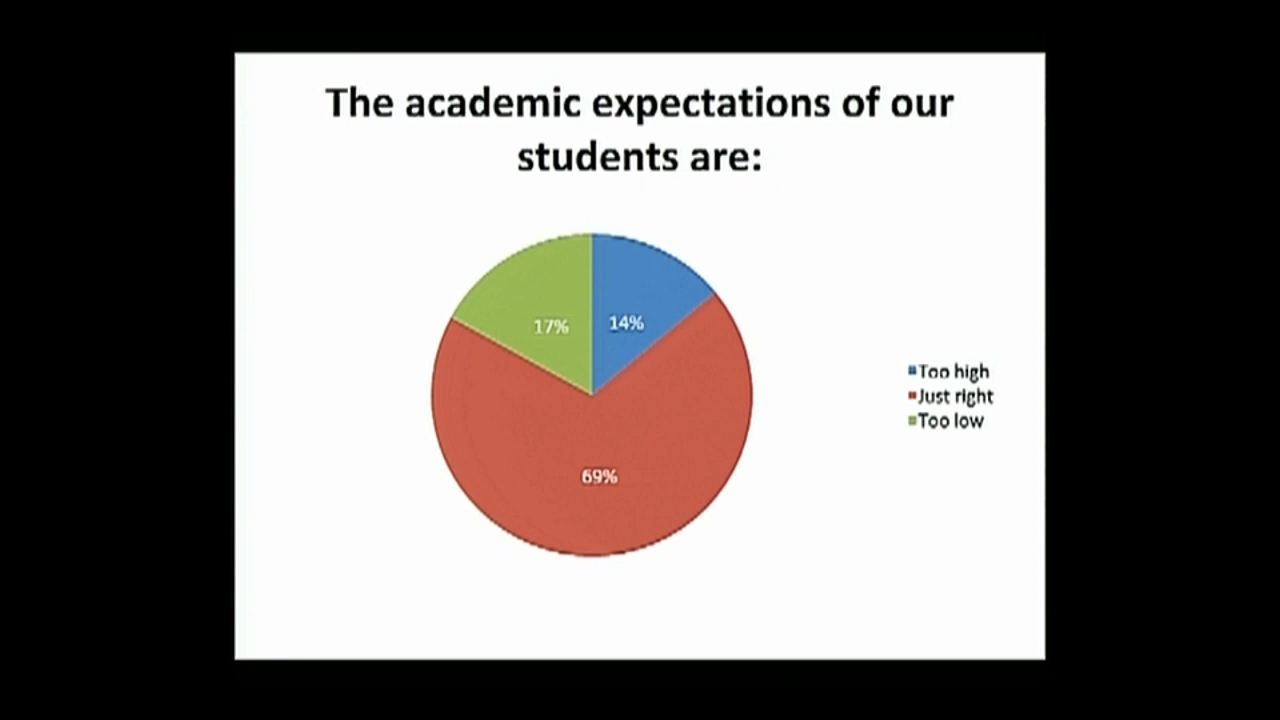 The academic expectations of our
students are:
17%
14%
69%
Too high
Just right
Too low